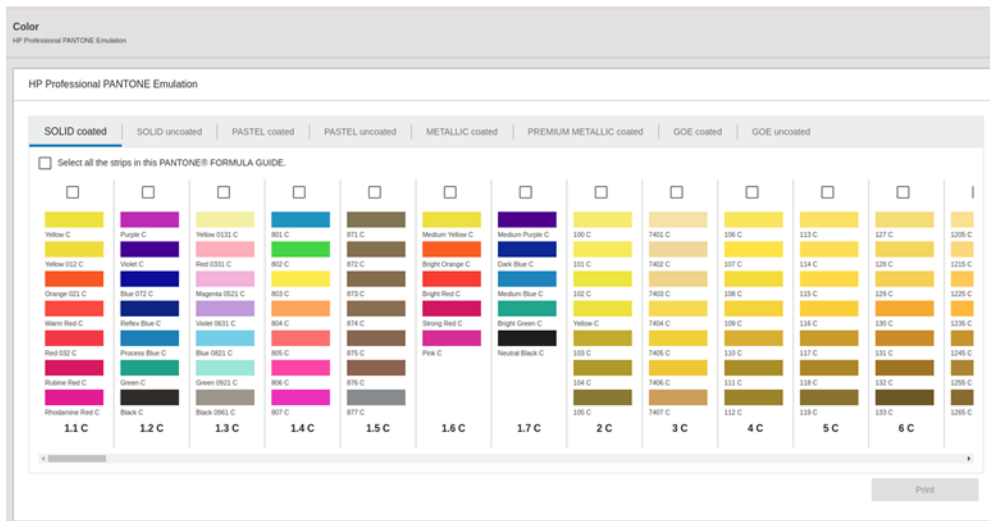 Color
HP Professional PANTONE Emulation
HP Professional PANTONE Emulation
SOLID coated SOLID uncoated PASTEL coated PASTEL uncoated METALLIC coated PREMIUM METALLIC coated GOE coated GOE uncoated
Select all the strips in this PANTONE® FORMULA GUIDE.
Yellow C Purple C Yellow 0131 C 801 C 871 C Medium Yellow C Medium Purple C 100 C 7401 C 106 C 113 C 127 C 1205 C
Yellow 012 C Violet C Red 0331 C 802 C 872 C Bright Orange C Dark Blue C 101 C 7402 C 107 C 114 C 128 C 1215 C
Orange 021 C Blue 072 C Magenta 0521 C 803 C 873 C Bright Red C Medium Blue C 102 C 7403 C 108 C 115 C 129 C 1225 C
Warm Red C Reflex Blue C Violet 0631 C 804 C 874 C Strong Red C Bright Green C Yellow C 7404 C 109 C 116 C 130 C 1235 C
Red 032 C Process Blue C Blue 0821 C 805 C 875 C Pink C Neutral Black C 103 C 7405 C 110 C 117 C 131 C 1245 C
Rubine Red C Green C Green 0921 C 806 C 876 C 104 C 7406 C 111 C 118 C 132 C 1255 C
Rhodamine Red C Black C Black 0961 C 807 C 877 C 105 C 7407 C 112 C 119 C 133 C 1265 C
1.1 C 1.2 C 1.3 C 1.4 C 1.5 C 1.6 C 1.7 C 2 C 3 C 4 C 5 C 6 C
Print